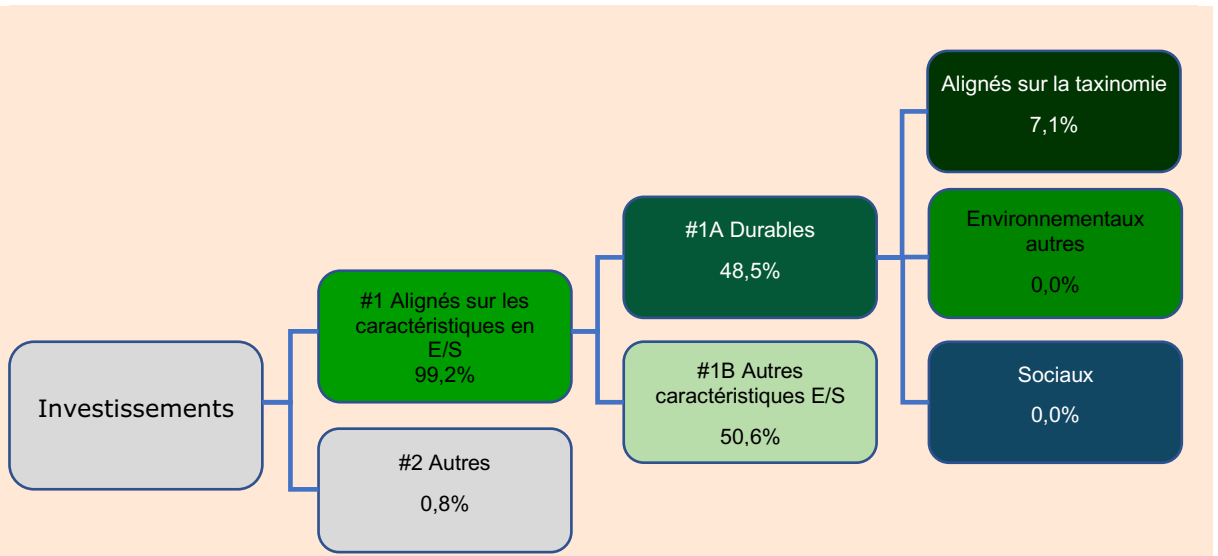 Alignés sur la taxinomie
7,1%
#1A Durables
48,5%
Environnementaux
autres
0,0%
#1 Alignés sur les
caractéristiques en
E/S
99,2%
Investissements
#1B Autres
caractéristiques E/S
50,6%
Sociaux
0,0%
#2 Autres
0,8%